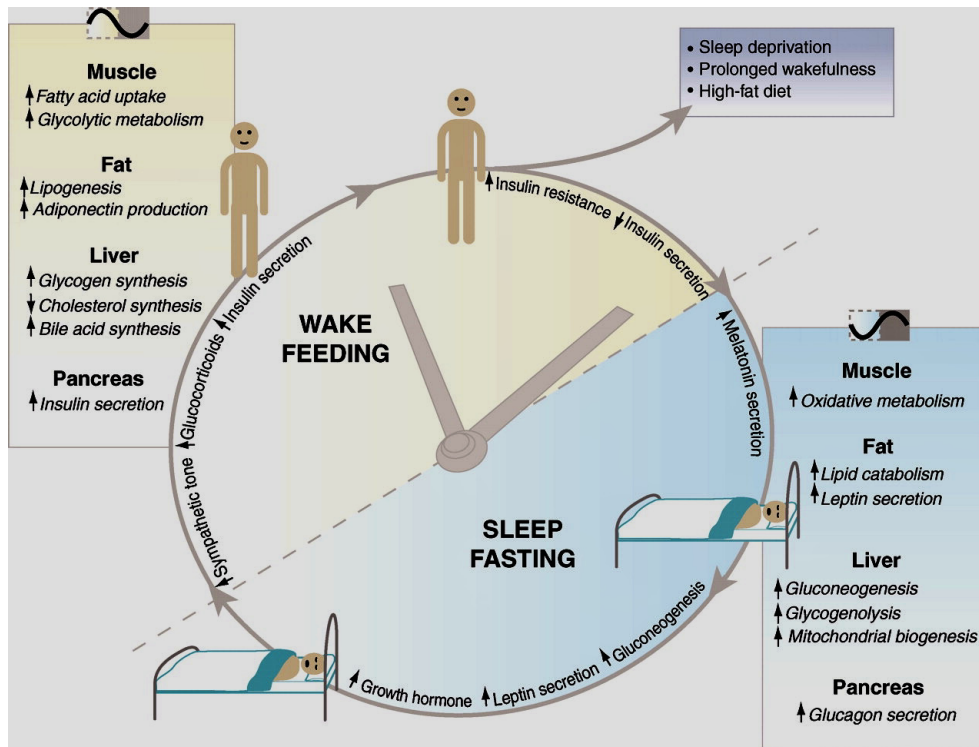 Muscle
↑Fatty acid uptake
↑Glycolytic metabolism
Fat
↑Lipogenesis
↑Adiponectin production
Liver
↑Glycogen synthesis
↓Cholesterol synthesis
↑Bile acid synthesis
Pancreas
↑Insulin secretion
• Sleep deprivation
• Prolonged wakefulness
• High-fat diet
↑Insulin resistance ↓Insulin secretion
↑Melatonin secretion
↑Gluconeogenesis
↑Leptin secretion
↑Growth hormone
↑Sympathetic tone ↑Glucocorticoids ↑Insulin secretion
WAKE
FEEDING
SLEEP
FASTING
Muscle
↑Oxidative metabolism
Fat
↑Lipid catabolism
↑Leptin secretion
Liver
↑Gluconeogenesis
↑Glycogenolysis
↑Mitochondrial biogenesis
Pancreas
↑Glucagon secretion